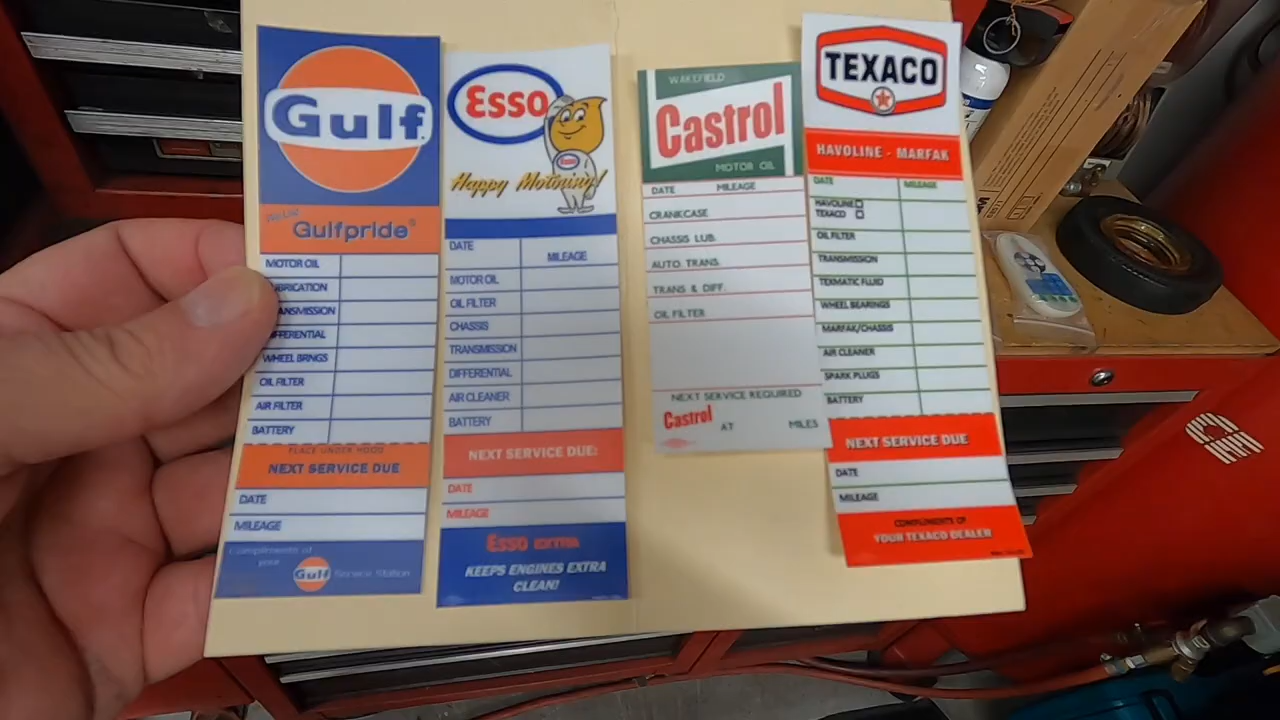 Gulf
Gulfpride®
MOTOR OIL
LUBRICATION
TRANSMISSION
DIFFERENTIAL
WHEEL BRNGS
OIL FILTER
AIR FILTER
BATTERY
PLACE UNDER HOOD
NEXT SERVICE DUE
DATE
MILEAGE
Compliments of
your
Gulf Service Station
Esso
Esso
Happy Motoring!
DATE
MILEAGE
MOTOR OIL
OIL FILTER
CHASSIS
TRANSMISSION
DIFFERENTIAL
AIR CLEANER
BATTERY
NEXT SERVICE DUE:
DATE
MILEAGE
Esso EXTRA
KEEPS ENGINES EXTRA
CLEAN!
WAKEFIELD
Castrol
MOTOR OIL
DATE MILEAGE
CRANKCASE
CHASSIS LUB.
AUTO. TRANS.
TRANS & DIFF.
OIL FILTER
NEXT SERVICE REQUIRED
Castrol AT MILES
TEXACO
HAVOLINE - MARFAK
DATE MILEAGE
HAVOLINE
TEXACO
OIL FILTER
TRANSMISSION
TEXMATIC FLUID
WHEEL BEARINGS
MARFAK/CHASSIS
AIR CLEANER
SPARK PLUGS
BATTERY
NEXT SERVICE DUE
DATE
MILEAGE
COMPLIMENTS OF
YOUR TEXACO DEALER